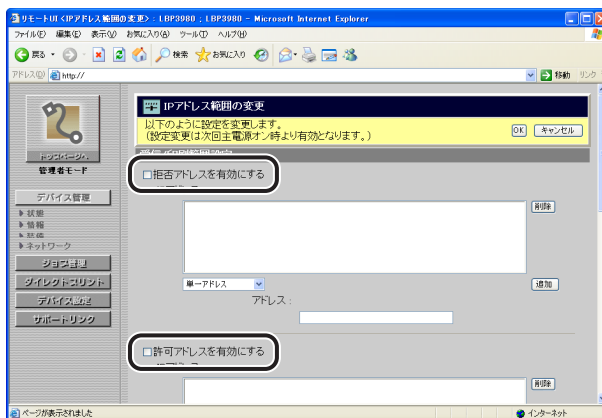 リモートUI <IPアドレス範囲の変更> : LBP3980 ; LBP3980 - Microsoft Internet Explorer
ファイル(F) 編集(E) 表示(V) お気に入り(A) ツール(T) ヘルプ(H)
戻る 検索 お気に入り
アドレス(D) http:// 移動 リンク
トップページへ
管理者モード
デバイス管理
状態
情報
ネットワーク
ジョブ管理
ダイレクトプリント
デバイス設定
サポートリンク
IPアドレス範囲の変更
以下のように設定を変更します。
(設定変更は次回主電源オン時より有効となります。)
OK キャンセル
受信/印刷範囲設定
拒否アドレスを有効にする
削除
単一アドレス 追加
アドレス :
許可アドレスを有効にする
削除
ページが表示されました インターネット